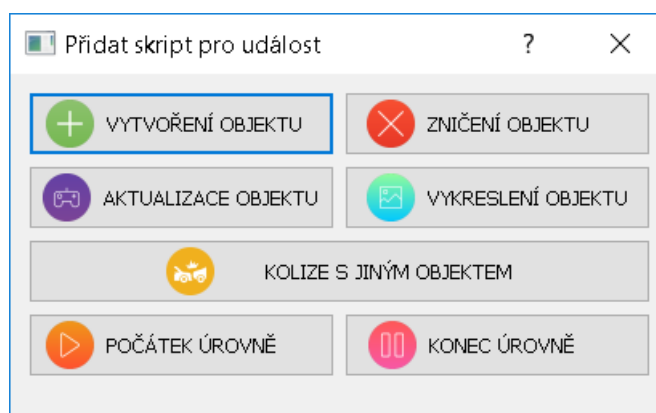 Přidat skript pro událost
VYTVOŘENÍ OBJEKTU
ZNIČENÍ OBJEKTU
AKTUALIZACE OBJEKTU
VYKRESLENÍ OBJEKTU
KOLIZE S JINÝM OBJEKTEM
POČÁTEK ÚROVNĚ
KONEC ÚROVNĚ